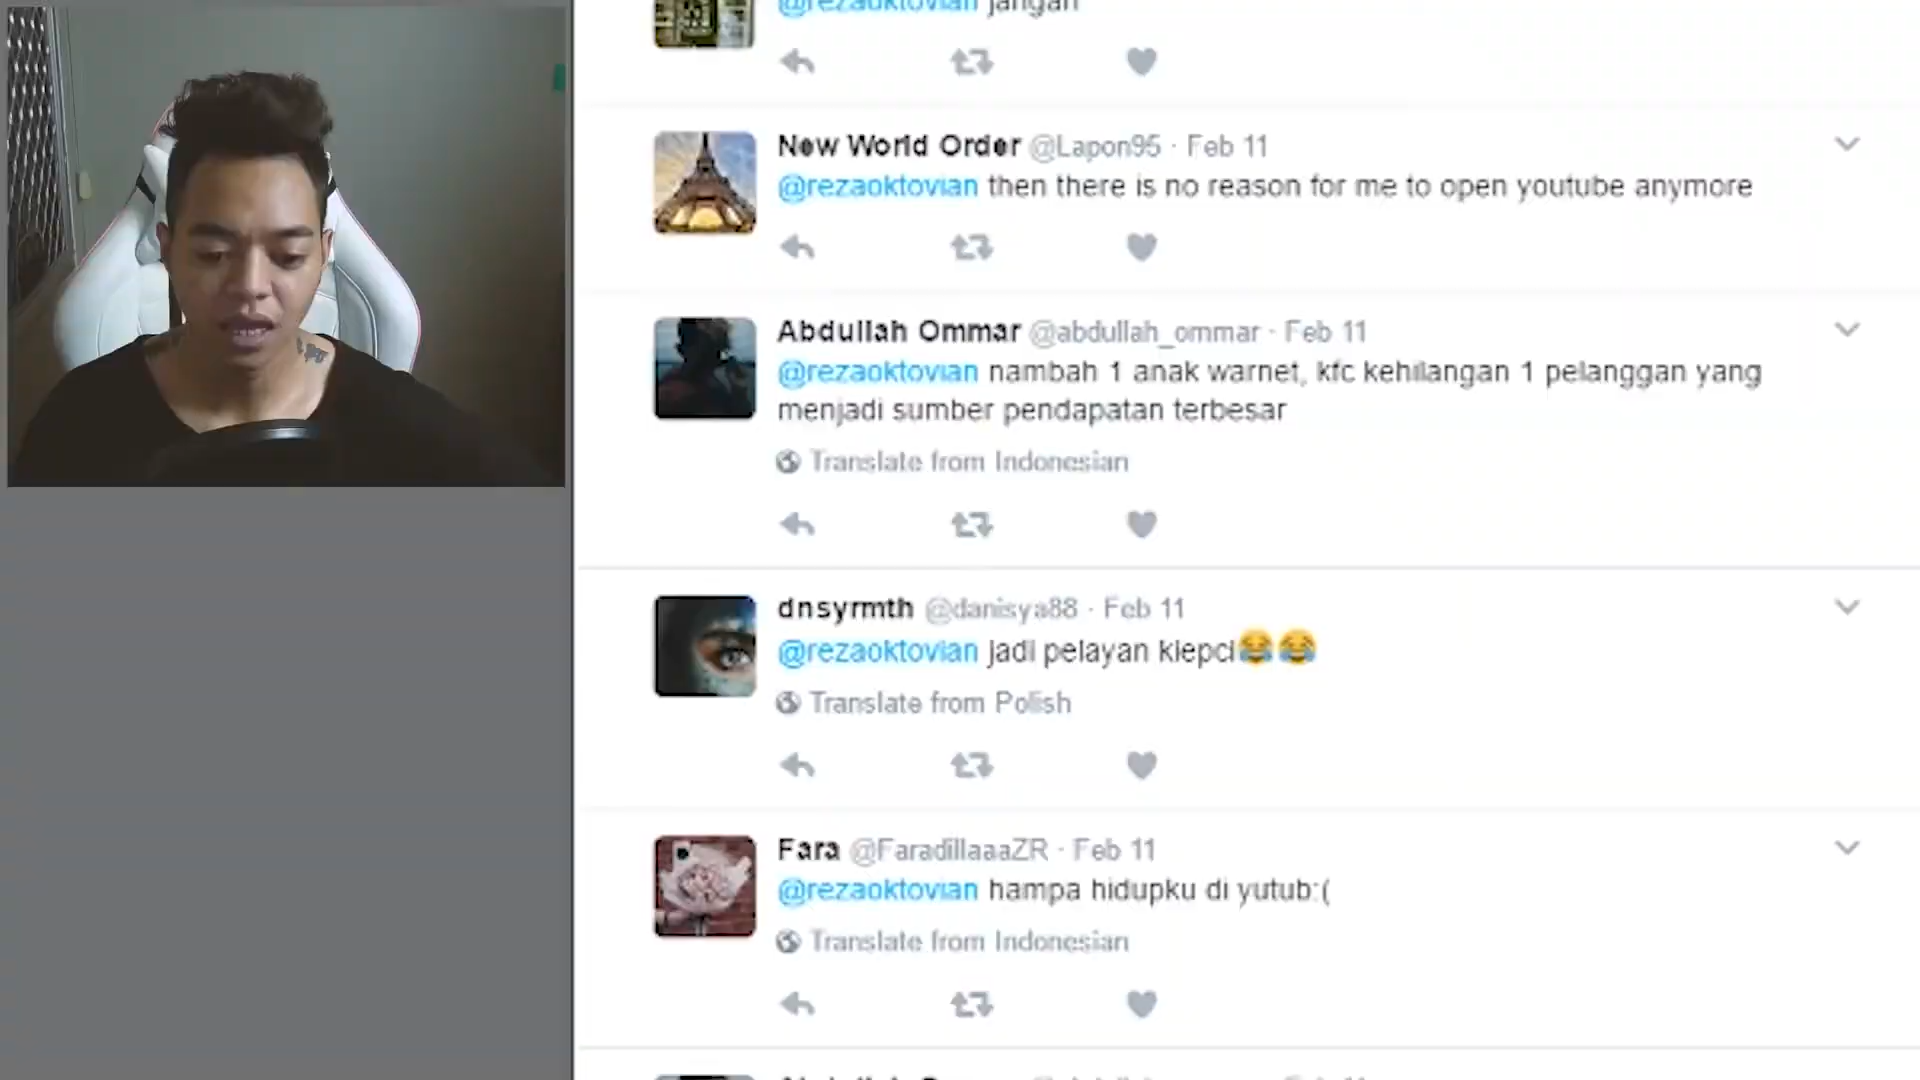 @rezaoktovian jangan
New World Order @Lapon95 · Feb 11
@rezaoktovian then there is no reason for me to open youtube anymore
Abdullah Ommar @abdullah_ommar · Feb 11
@rezaoktovian nambah 1 anak warnet, kfc kehilangan 1 pelanggan yang
menjadi sumber pendapatan terbesar
Translate from Indonesian
dnsyrmth @danisya88 · Feb 11
@rezaoktovian jadi pelayan klepci😂😂
Translate from Polish
Fara @FaradillaaaZR · Feb 11
@rezaoktovian hampa hidupku di yutub:(
Translate from Indonesian